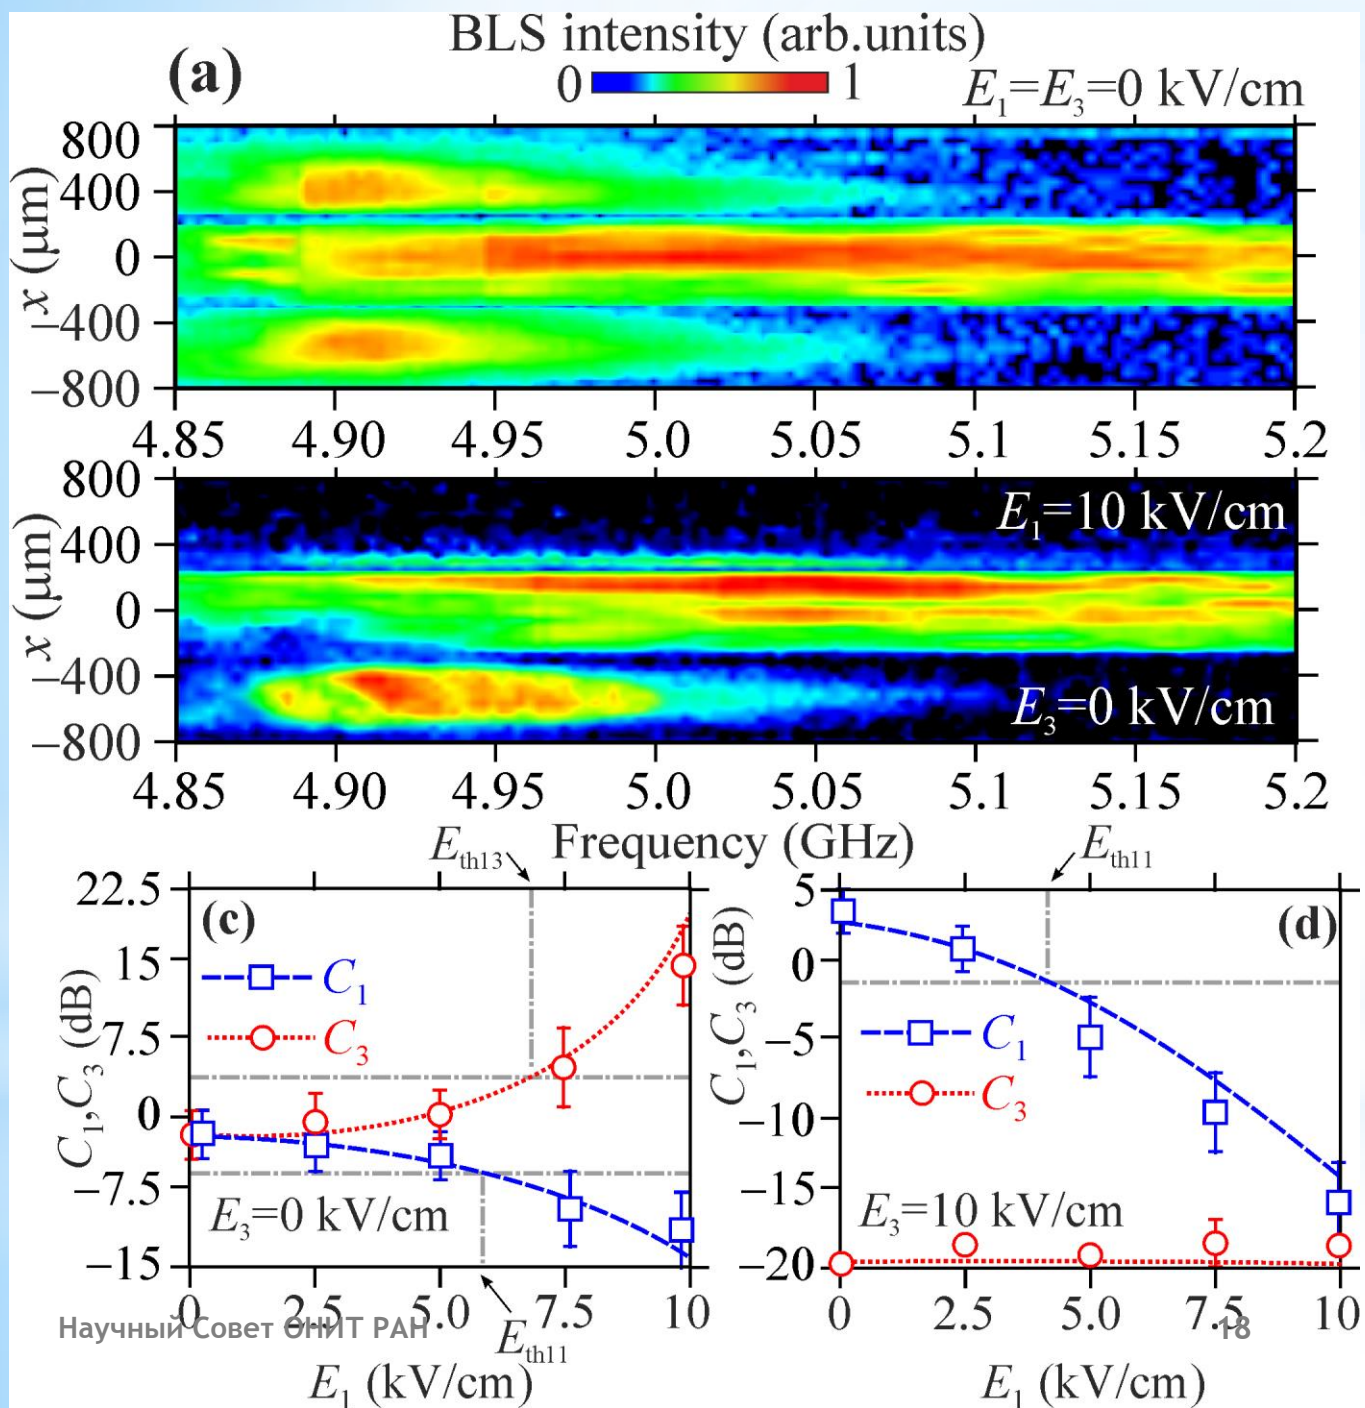 BLS intensity (arb.units)
(a)
0 1
E₁=E₃=0 kV/cm
800
400
0
−400
−800
x (μm)
4.85 4.90 4.95 5.0 5.05 5.1 5.15 5.2
800
400
0
−400
−800
x (μm)
E₁=10 kV/cm
E₃=0 kV/cm
4.85 4.90 4.95 5.0 5.05 5.1 5.15 5.2
Frequency (GHz)
E_th13
E_th11
22.5
15
7.5
0
−7.5
−15
C₁,C₃ (dB)
(c)
C₁
C₃
E₃=0 kV/cm
0 2.5 5.0 7.5 10
E_th11
E₁ (kV/cm)
5
0
−5
−10
−15
−20
C₁,C₃ (dB)
(d)
C₁
C₃
E₃=10 kV/cm
0 2.5 5.0 7.5 10
E₁ (kV/cm)
Научный Совет ОНИТ РАН
18